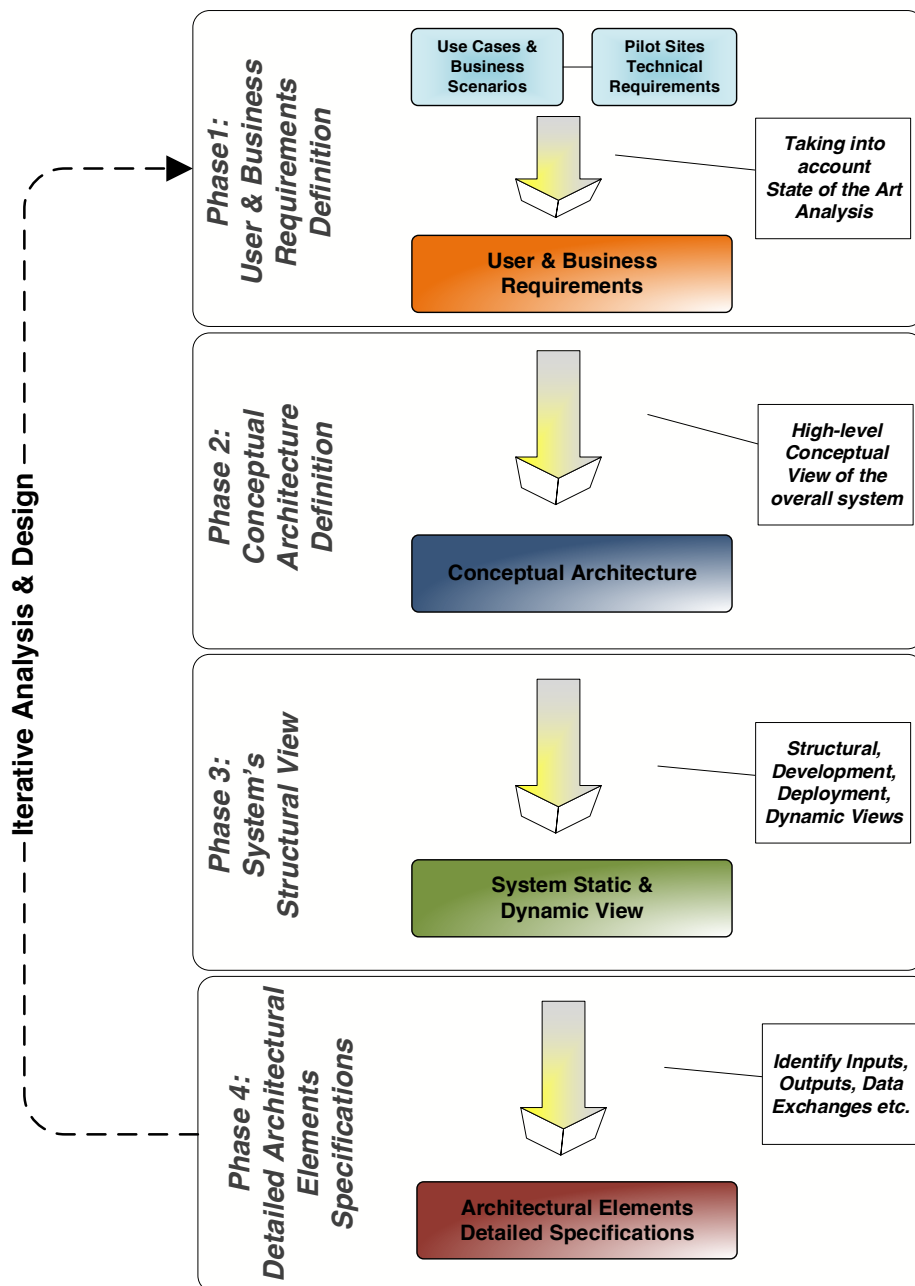 Iterative Analysis & Design
Phase1:
User & Business
Requirements
Definition
Use Cases &
Business
Scenarios
Pilot Sites
Technical
Requirements
Taking into
account
State of the Art
Analysis
User & Business
Requirements
Phase 2:
Conceptual
Architecture
Definition
High-level
Conceptual
View of the
overall system
Conceptual Architecture
Phase 3:
System's
Structural View
Structural,
Development,
Deployment,
Dynamic Views
System Static &
Dynamic View
Phase 4:
Detailed Architectural
Elements
Specifications
Identify Inputs,
Outputs, Data
Exchanges etc.
Architectural Elements
Detailed Specifications